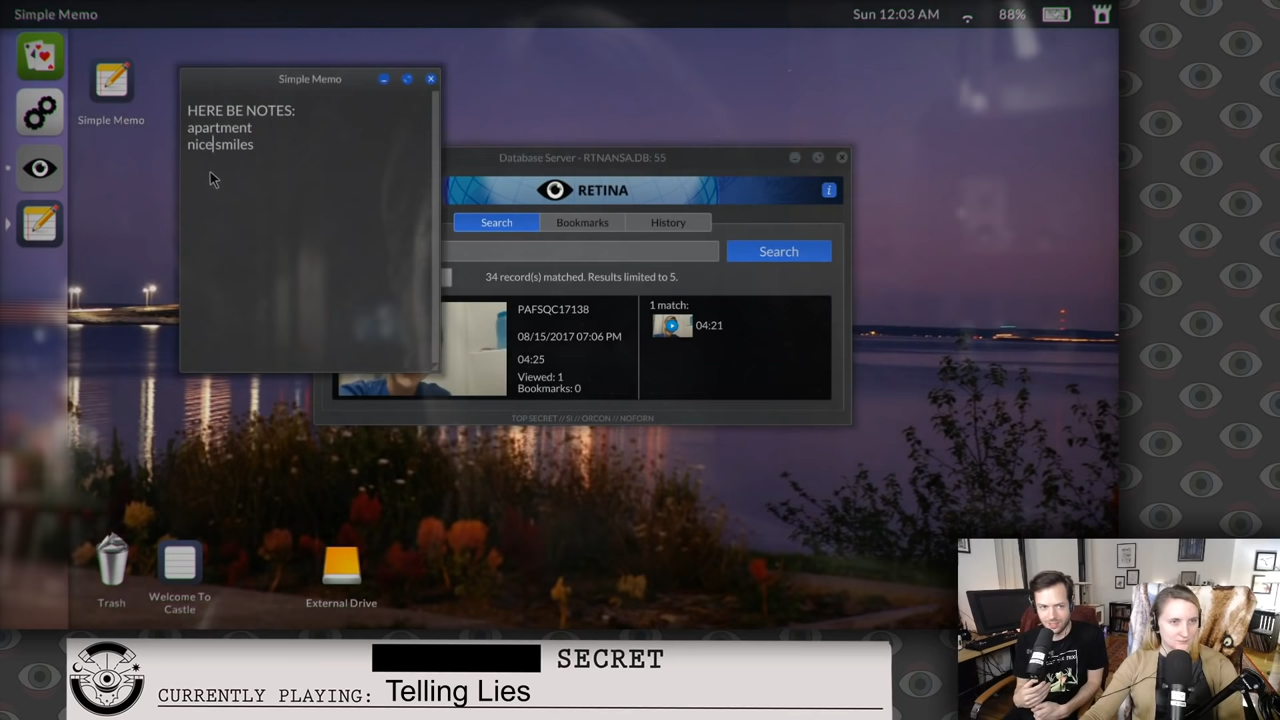 Simple Memo
Sun 12:03 AM
88%
Simple Memo
Simple Memo
HERE BE NOTES:
apartment
nice smiles
Database Server - RTNANSA.DB: 55
RETINA
i
Search
Bookmarks
History
Search
34 record(s) matched. Results limited to 5.
PAFSQC17138
08/15/2017 07:06 PM
04:25
Viewed: 1
Bookmarks: 0
1 match:
04:21
TOP SECRET // SI // ORCON // NOFORN
Trash
Welcome To
Castle
External Drive
SECRET
CURRENTLY PLAYING: Telling Lies